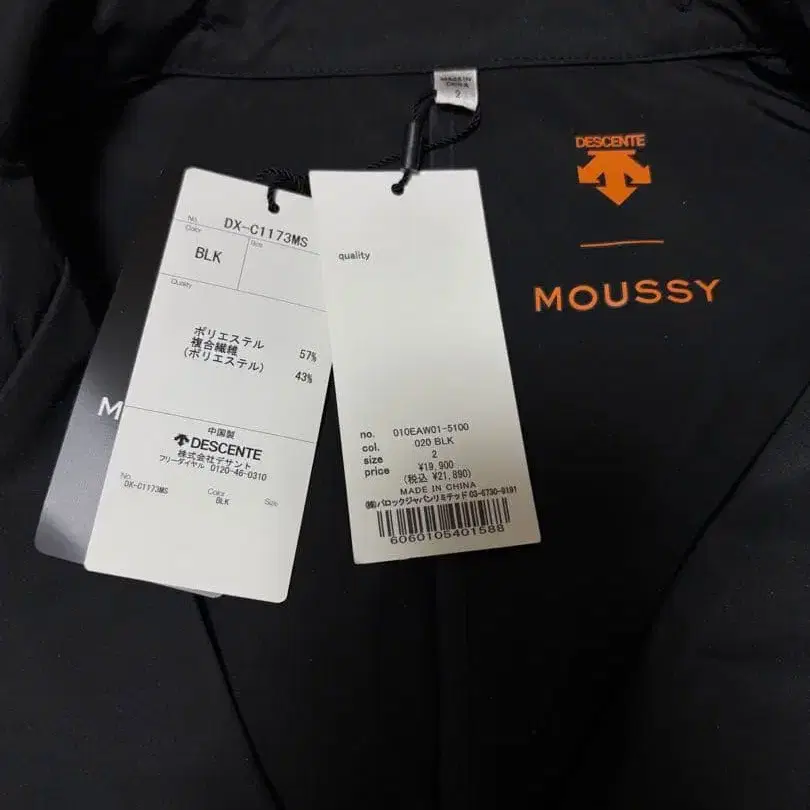 MADE IN
CHINA
2
DESCENTE
MOUSSY
No.
DX-C1173MS
Color
Size
BLK
Quality
ポリエステル 57%
複合繊維
(ポリエステル) 43%
中国製
DESCENTE
株式会社デサント
フリーダイヤル 0120-46-0310
No. Color Size
DX-C1173MS BLK
M
quality
no. 010EAW01-5100
col. 020 BLK
size 2
price ¥19,900
(税込 ¥21,890)
MADE IN CHINA
㈱バロックジャパンリミテッド 03-6730-9191
6060105401588